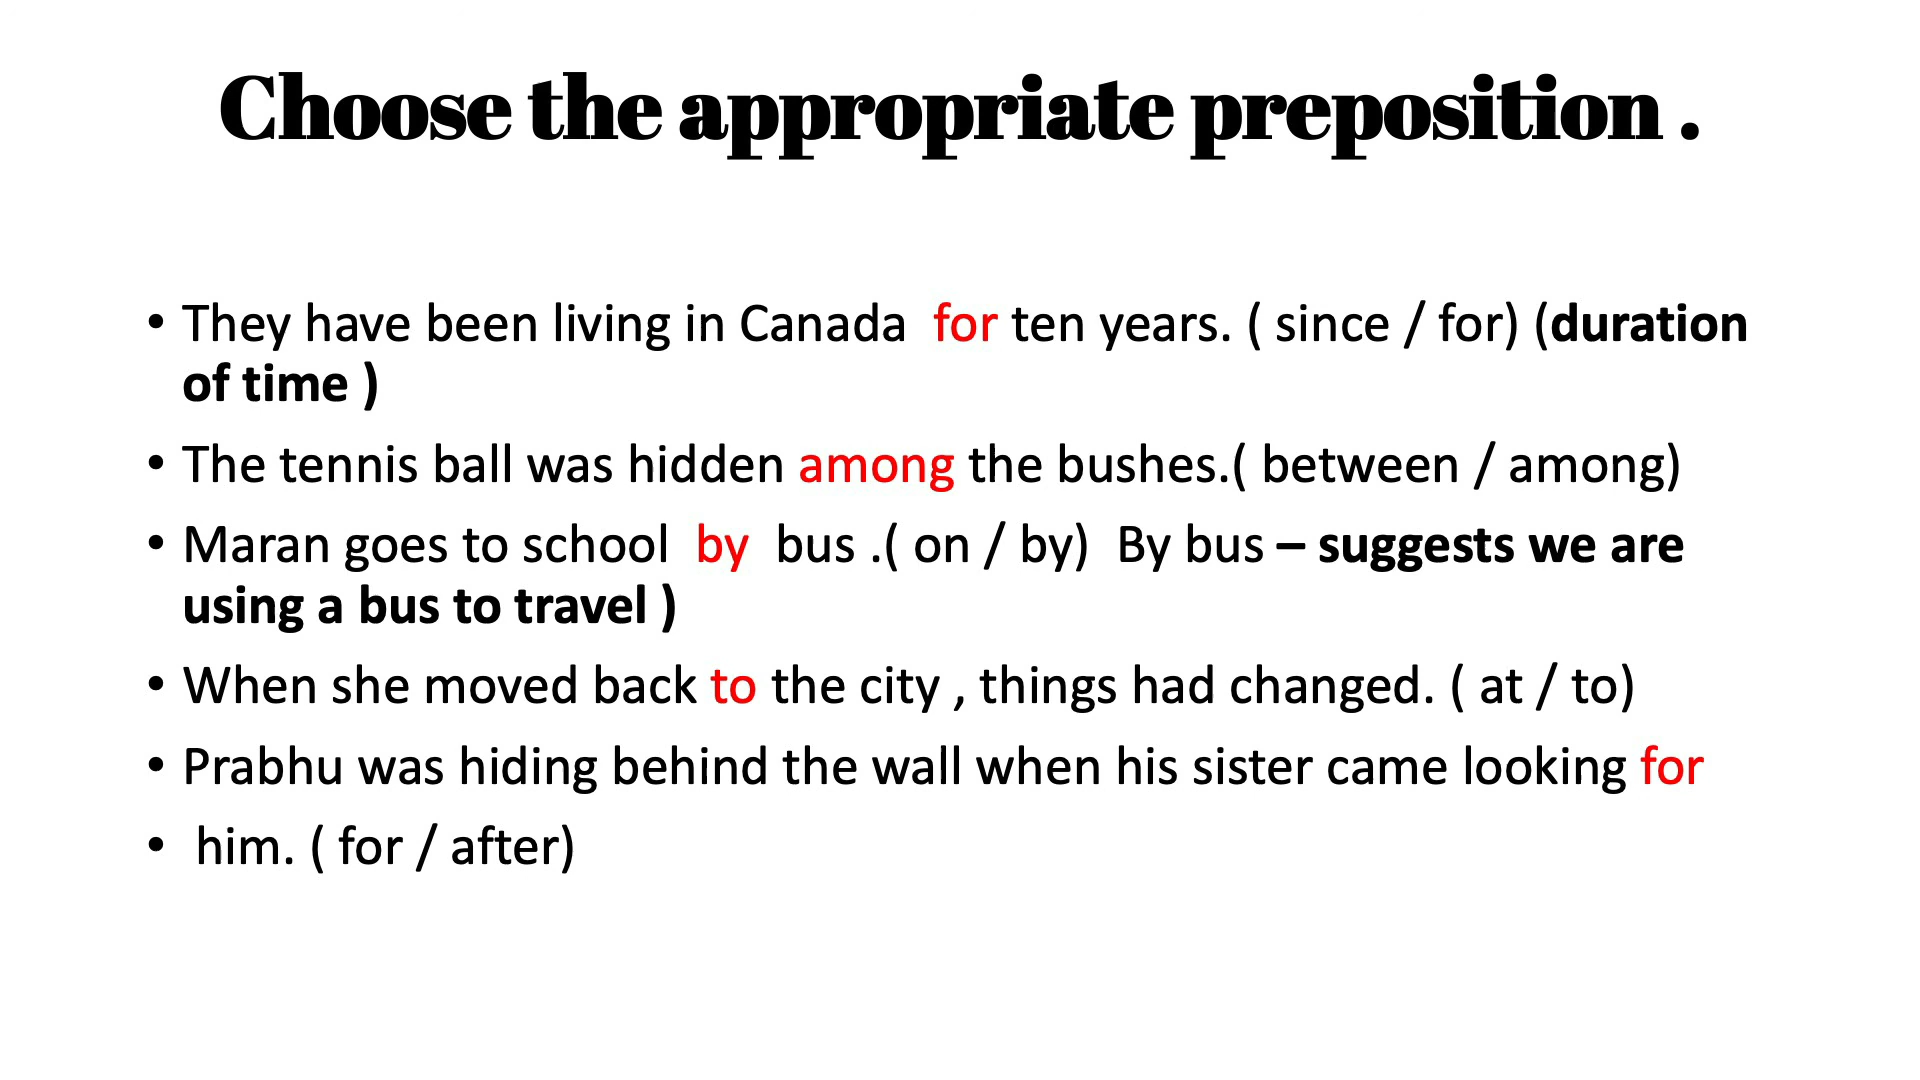 Choose the appropriate preposition .
• They have been living in Canada  for ten years. ( since / for) (duration
of time )
• The tennis ball was hidden among the bushes.( between / among)
• Maran goes to school  by  bus .( on / by)  By bus – suggests we are
using a bus to travel )
• When she moved back to the city , things had changed. ( at / to)
• Prabhu was hiding behind the wall when his sister came looking for
•  him. ( for / after)